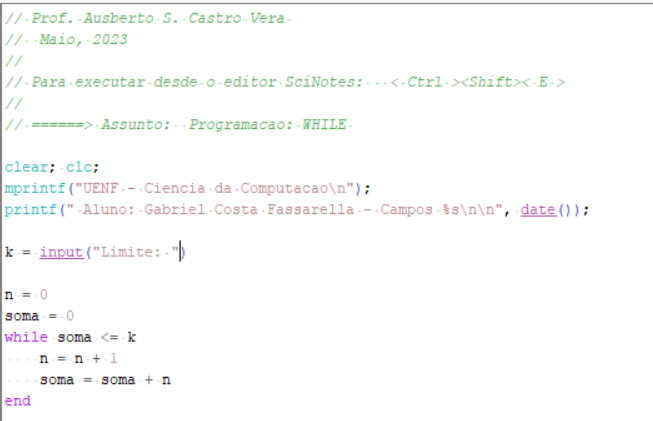 // Prof. Ausberto S. Castro Vera
//  Maio, 2023
//
// Para executar desde o editor SciNotes:   < Ctrl ><Shift>< E >
//
// ======> Assunto:  Programacao: WHILE
clear; clc;
mprintf("UENF - Ciencia da Computacao\n");
printf(" Aluno: Gabriel Costa Fassarella - Campos %s\n\n", date());
k = input("Limite: ")
n = 0
soma = 0
while soma <= k
    n = n + 1
    soma = soma + n
end